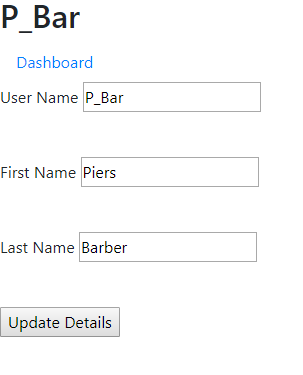 P_Bar
Dashboard
User Name P_Bar
First Name Piers
Last Name Barber
Update Details